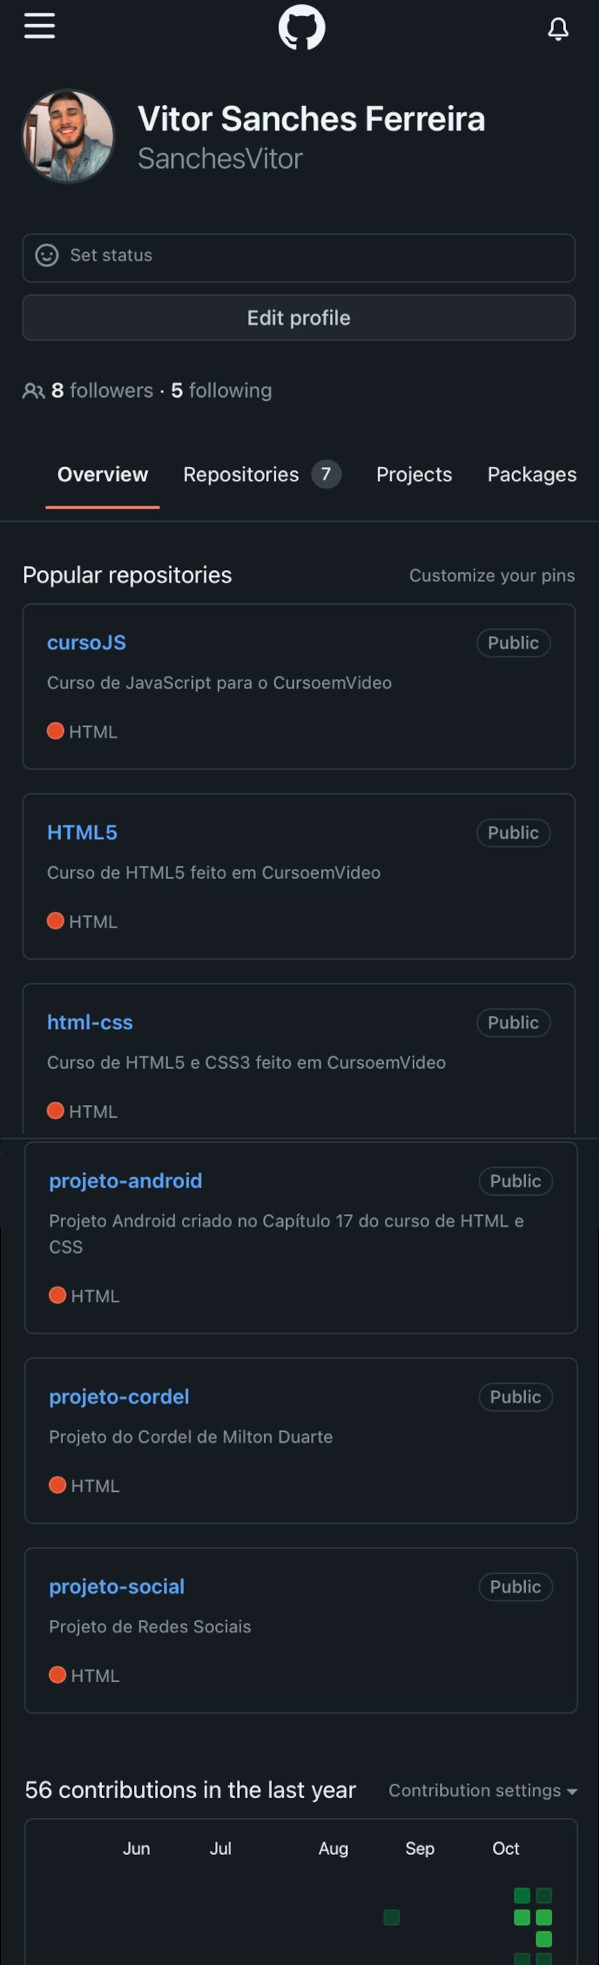 Vitor Sanches Ferreira
SanchesVitor
Set status
Edit profile
8 followers · 5 following
Overview Repositories 7 Projects Packages
Popular repositories Customize your pins
cursoJS Public
Curso de JavaScript para o CursoemVideo
HTML
HTML5 Public
Curso de HTML5 feito em CursoemVideo
HTML
html-css Public
Curso de HTML5 e CSS3 feito em CursoemVideo
HTML
projeto-android Public
Projeto Android criado no Capítulo 17 do curso de HTML e
CSS
HTML
projeto-cordel Public
Projeto do Cordel de Milton Duarte
HTML
projeto-social Public
Projeto de Redes Sociais
HTML
56 contributions in the last year Contribution settings
Jun Jul Aug Sep Oct